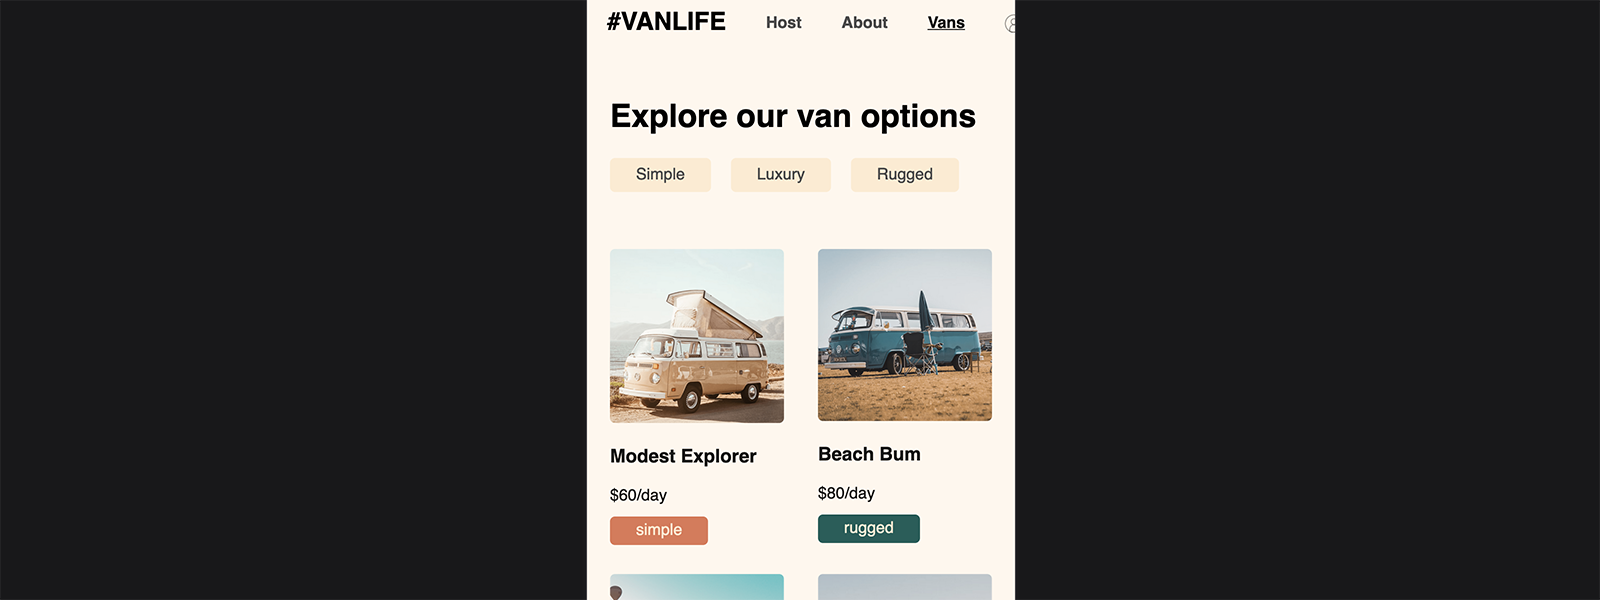 #VANLIFE Host About Vans
Explore our van options
Simple Luxury Rugged
Modest Explorer Beach Bum
$60/day $80/day
simple rugged